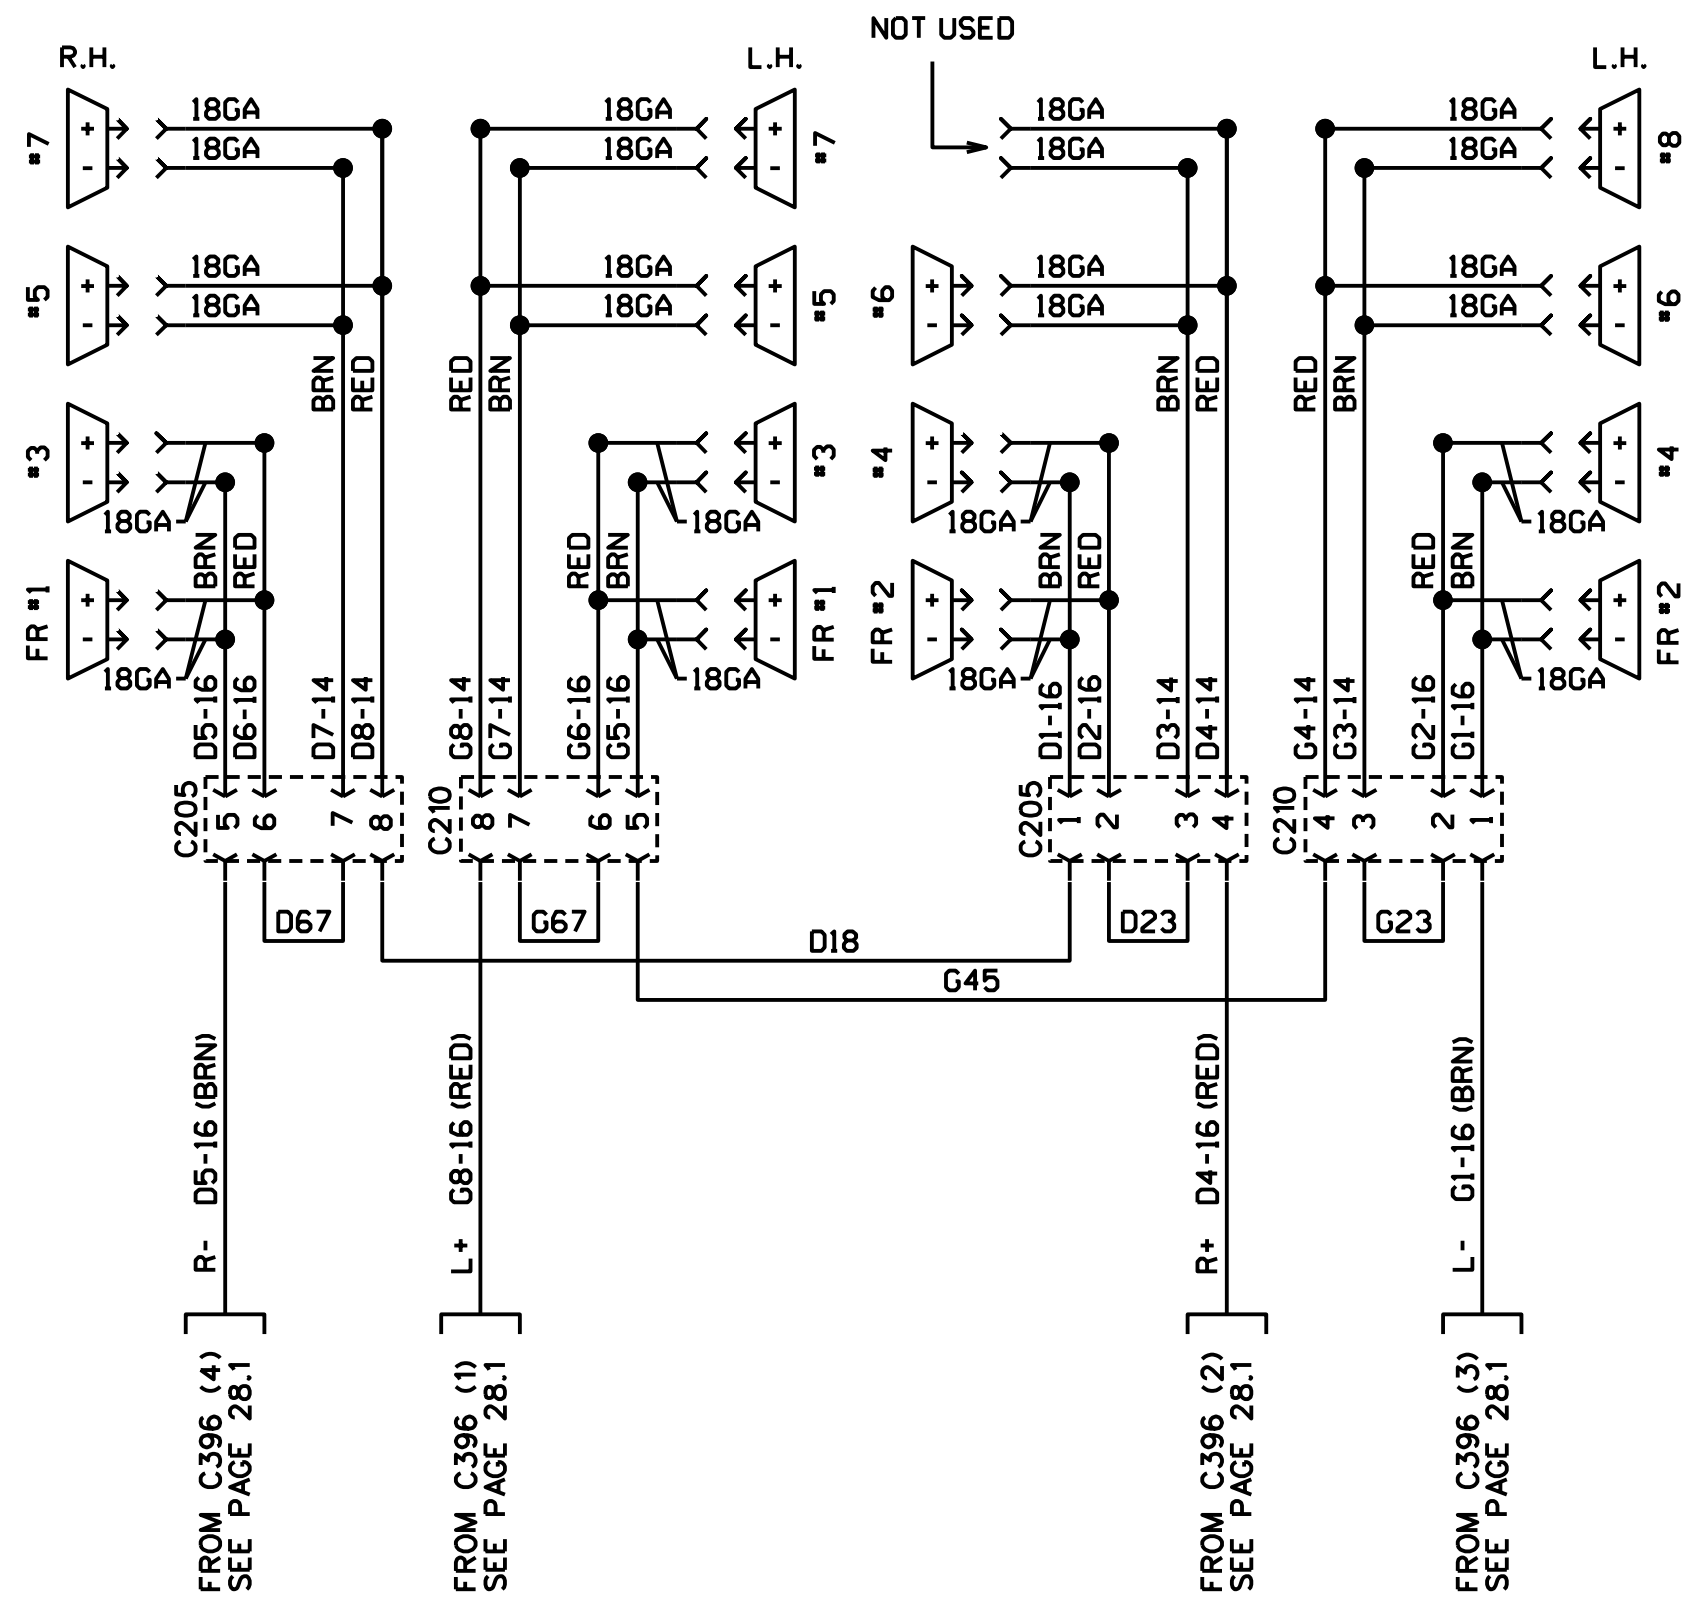 NOT USED
R.H.
L.H.
L.H.
#7
18GA
18GA
18GA
18GA
#7
18GA
18GA
18GA
18GA
#8
+
-
+
-
+
-
#5
18GA
18GA
18GA
18GA
#5
#6
18GA
18GA
18GA
18GA
#6
+
-
+
-
+
-
+
-
BRN
RED
RED
BRN
BRN
RED
RED
BRN
#3
#3
#4
#4
+
-
+
-
+
-
+
-
18GA
18GA
18GA
18GA
BRN
RED
RED
BRN
BRN
RED
RED
BRN
FR #1
FR #1
FR #2
FR #2
+
-
+
-
+
-
+
-
18GA
18GA
18GA
18GA
D5-16
D6-16
D7-14
D8-14
G8-14
G7-14
G6-16
G5-16
D1-16
D2-16
D3-14
D4-14
G4-14
G3-14
G2-16
G1-16
C205
5
6
7
8
C210
8
7
6
5
C205
1
2
3
4
C210
4
3
2
1
D67
G67
D23
G23
D18
G45
R- D5-16 (BRN)
L+ G8-16 (RED)
R+ D4-16 (RED)
L- G1-16 (BRN)
FROM C396 (4)
SEE PAGE 28.1
FROM C396 (1)
SEE PAGE 28.1
FROM C396 (2)
SEE PAGE 28.1
FROM C396 (3)
SEE PAGE 28.1